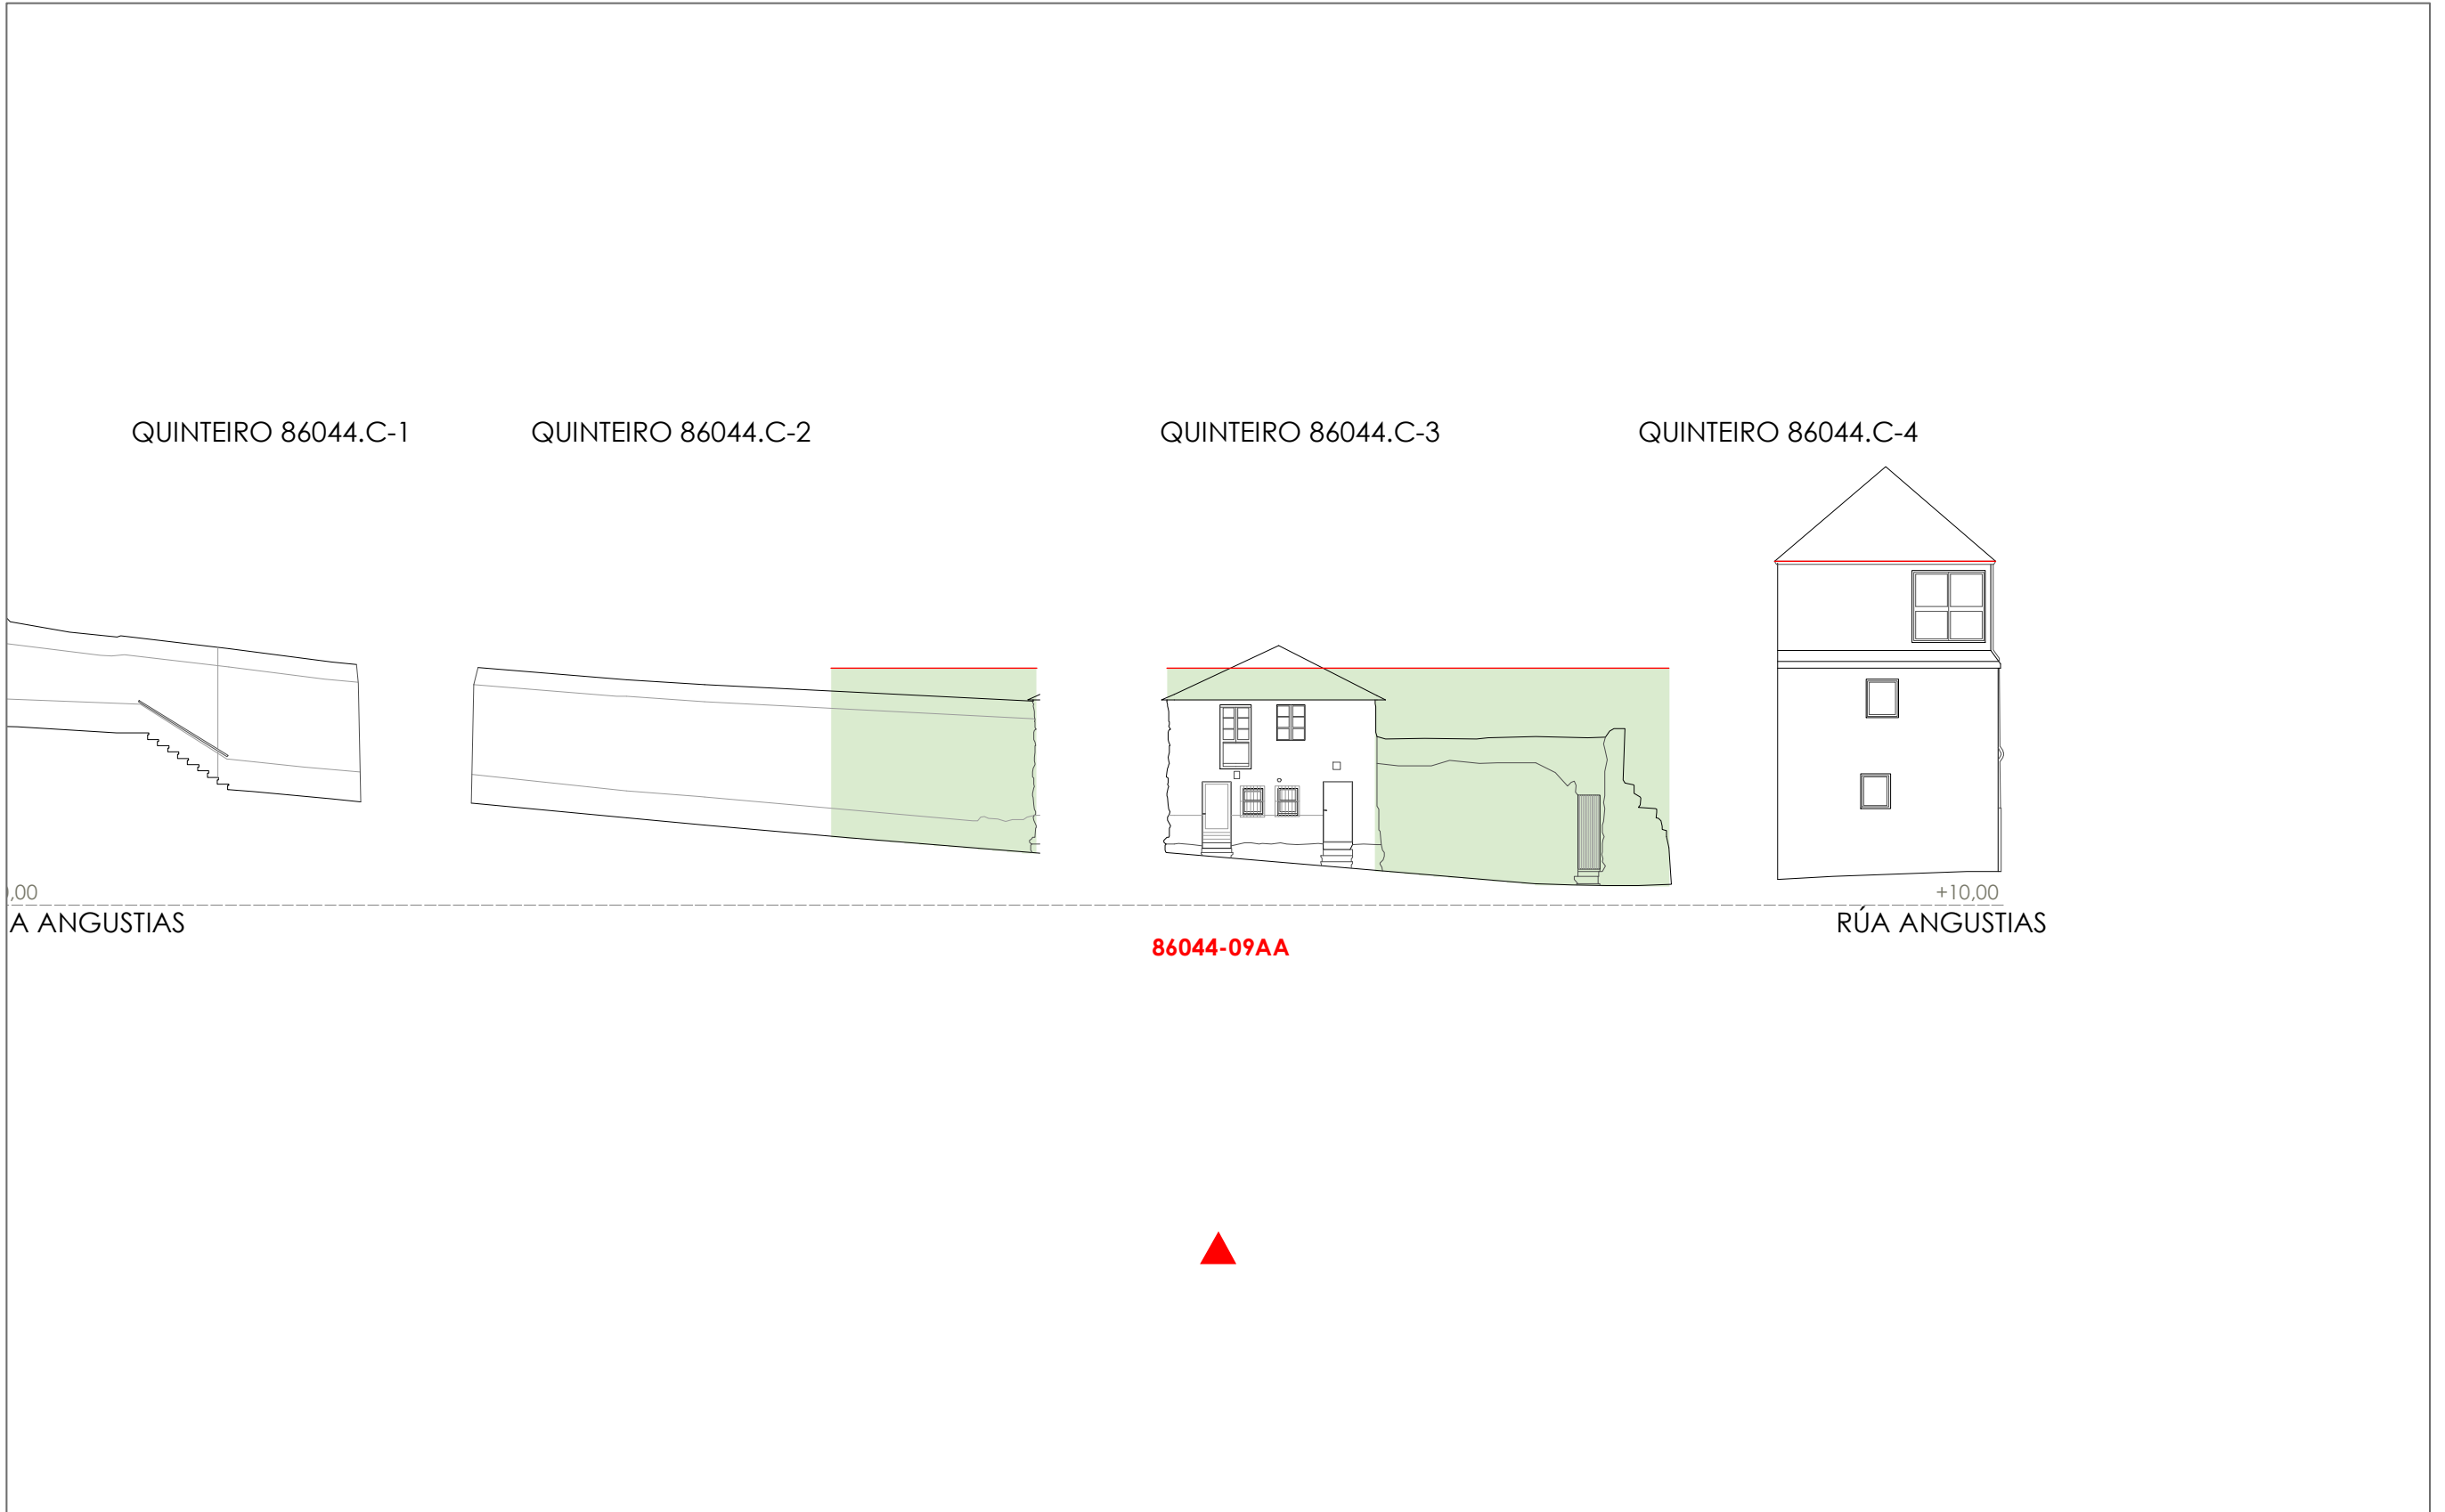 QUINTEIRO 86044.C-1
QUINTEIRO 86044.C-2
QUINTEIRO 86044.C-3
QUINTEIRO 86044.C-4
,00
+10,00
A ANGUSTIAS
RÚA ANGUSTIAS
86044-09AA